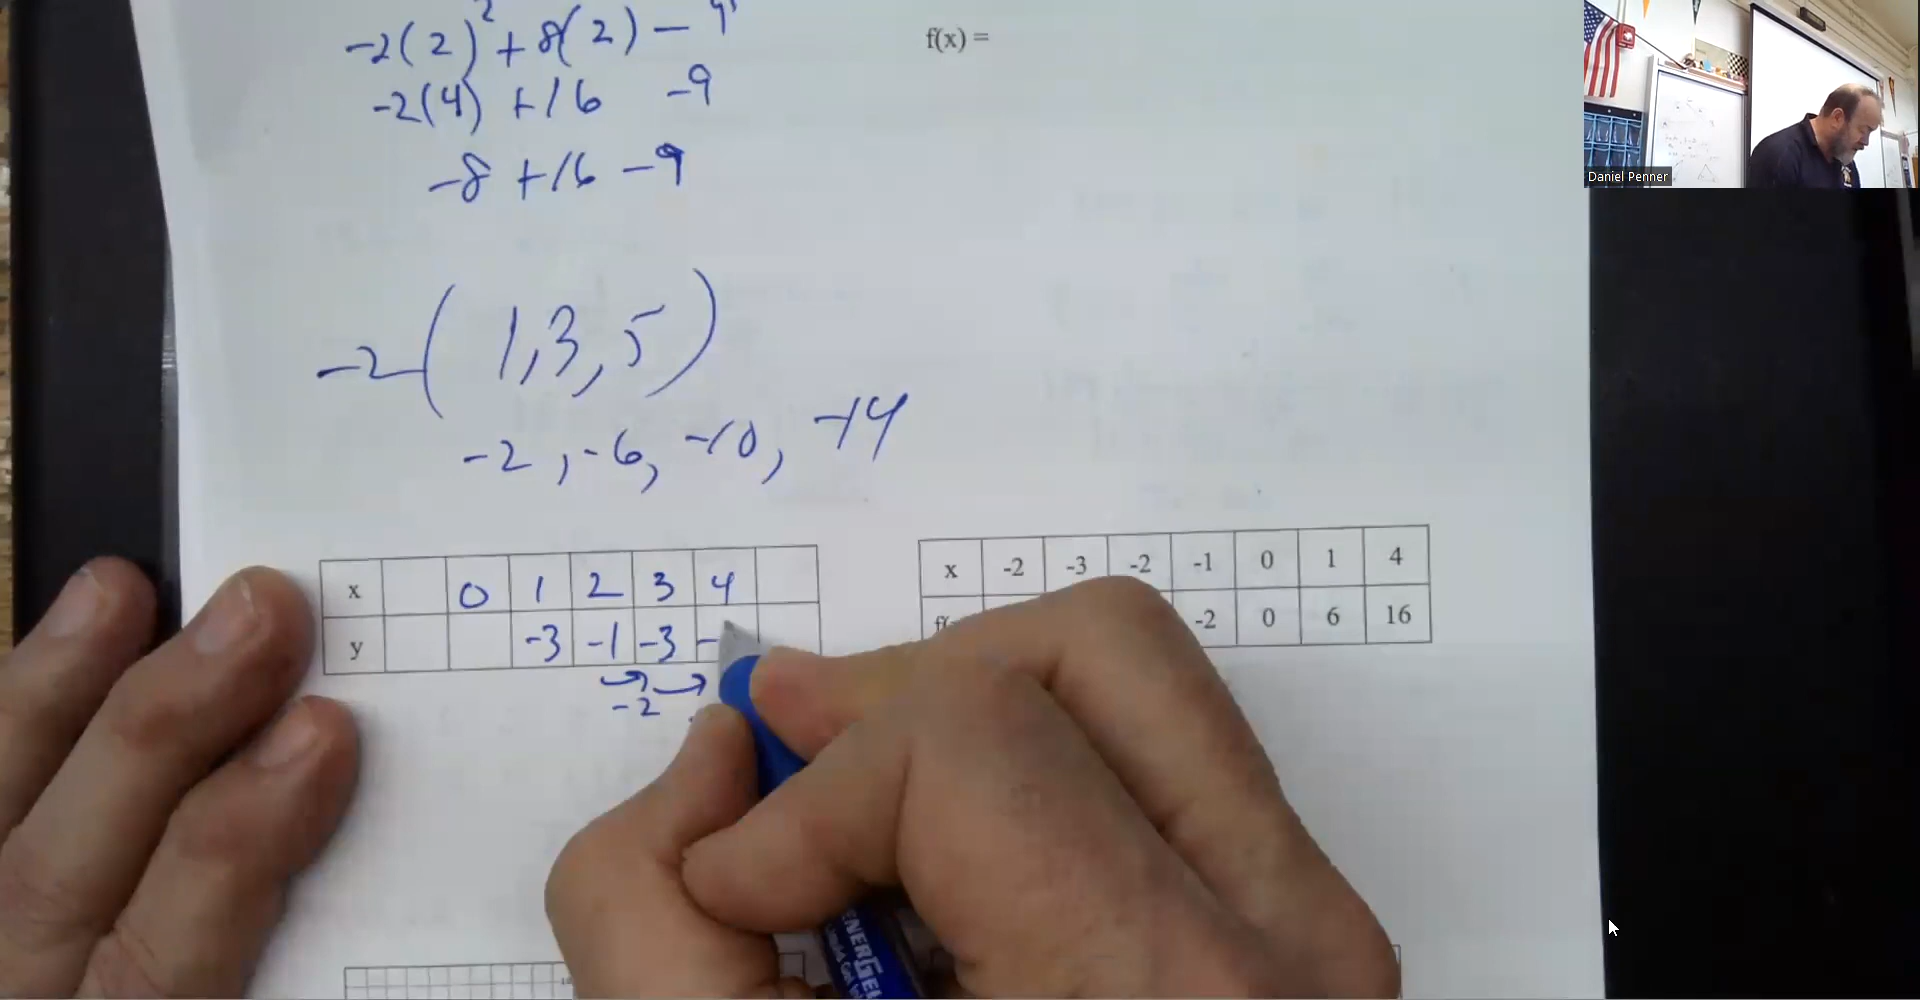 -2(2)² + 8(2) - 9
f(x) =
-2(4) + 16 -9
-8 + 16 - 9
Daniel Penner
-2(1, 3, 5)
-2, -6, -10, -14
x 0 1 2 3 4
y -3 -1 -3 -
-2
x -2 -3 -2 -1 0 1 4
-2 0 6 16
ENERGEL